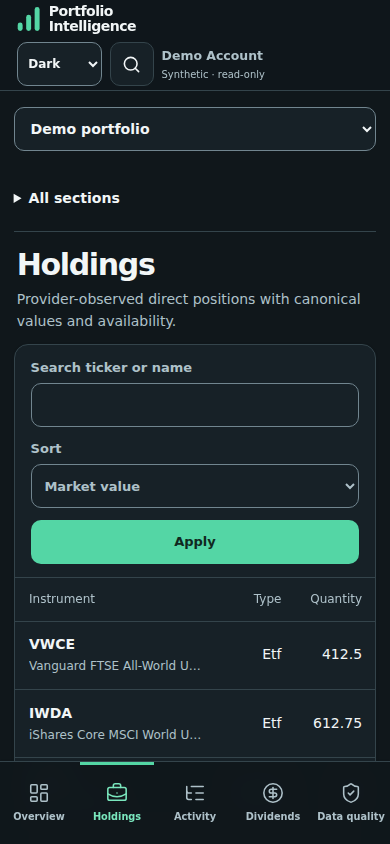 Portfolio
Intelligence
Dark
Demo Account
Synthetic · read-only
Demo portfolio
All sections
Holdings
Provider-observed direct positions with canonical
values and availability.
Search ticker or name
Sort
Market value
Apply
Instrument Type Quantity
VWCE
Vanguard FTSE All-World U...
Etf 412.5
IWDA
iShares Core MSCI World U...
Etf 612.75
Overview Holdings Activity Dividends Data quality